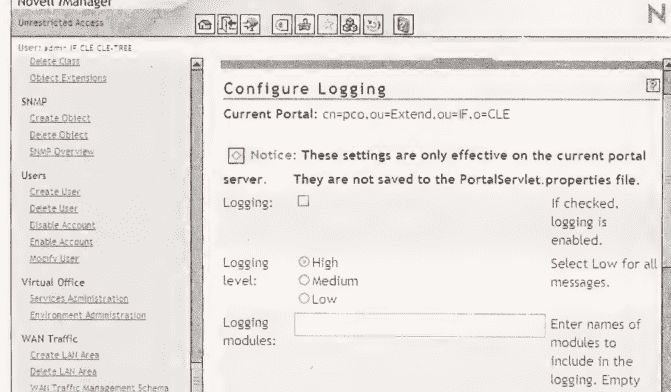 Novell iManager
Unrestricted Access
N
User: admin.IF.CLE.CLE-TREE.
Delete Class
Object Extensions
SNMP
Create Object
Delete Object
SNMP Overview
Users
Create User
Delete User
Disable Account
Enable Account
Modify User
Virtual Office
Services Administration
Environment Administration
WAN Traffic
Create LAN Area
Delete LAN Area
WAN Traffic Management Schema
Configure Logging
?
Current Portal: cn=pco.ou=Extend.ou=IF.o=CLE
Notice: These settings are only effective on the current portal
server. They are not saved to the PortalServlet.properties file.
Logging:
If checked,
logging is
enabled.
Logging
level:
High
Medium
Low
Select Low for all
messages.
Logging
modules:
Enter names of
modules to
include in the
logging. Empty